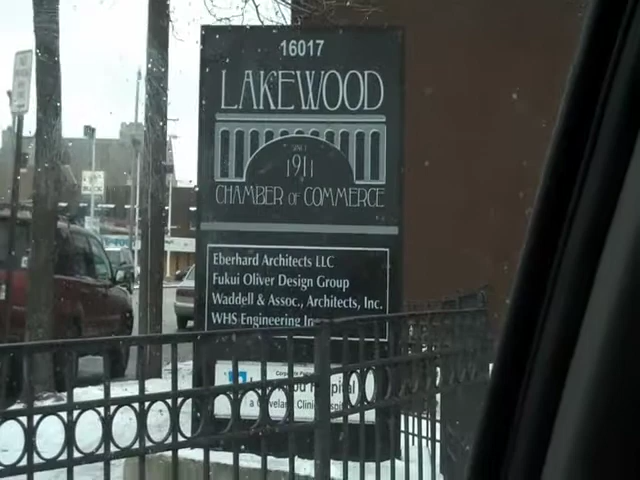 16017
LAKEWOOD
SINCE
1911
CHAMBER OF COMMERCE
Eberhard Architects LLC
Fukui Oliver Design Group
Waddell & Assoc., Architects, Inc.
WHS Engineering Inc
Hospital
a Cleveland Clinic hospital